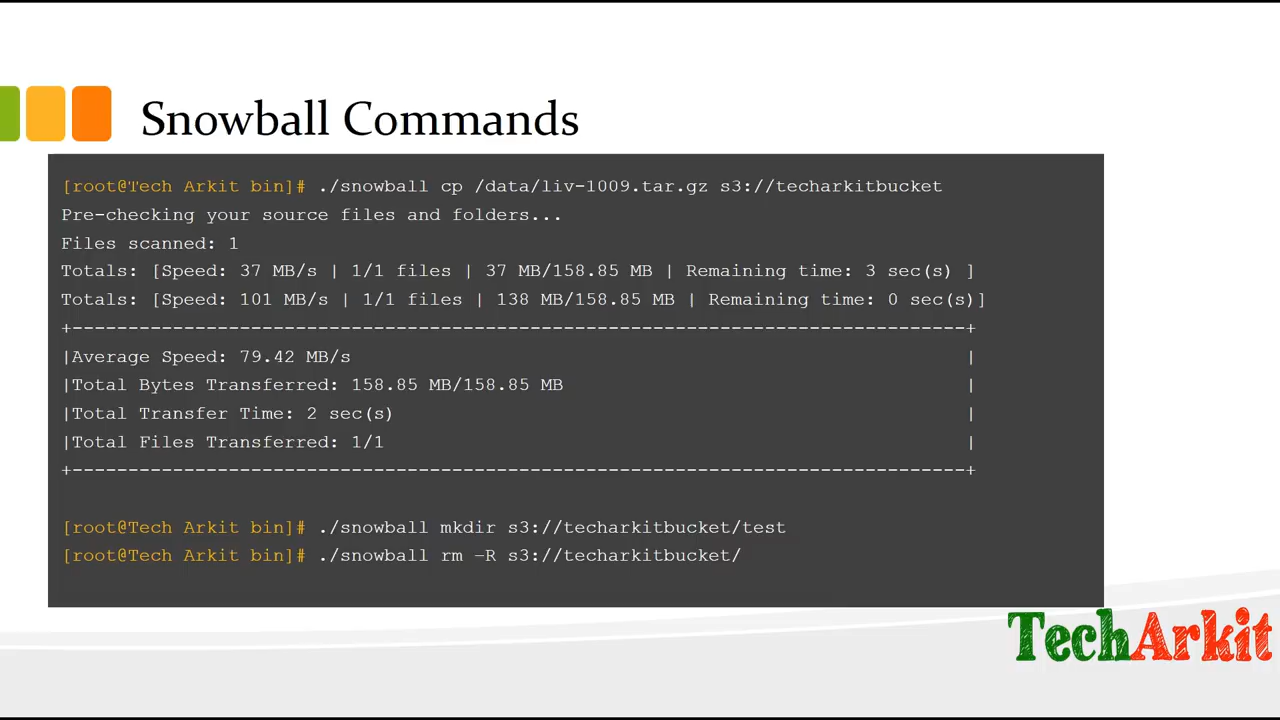 Snowball Commands
[root@Tech Arkit bin]# ./snowball cp /data/liv-1009.tar.gz s3://techarkitbucket
Pre-checking your source files and folders...
Files scanned: 1
Totals: [Speed: 37 MB/s | 1/1 files | 37 MB/158.85 MB | Remaining time: 3 sec(s) ]
Totals: [Speed: 101 MB/s | 1/1 files | 138 MB/158.85 MB | Remaining time: 0 sec(s)]
+--------------------------------------------------------------------------------+
|Average Speed: 79.42 MB/s |
|Total Bytes Transferred: 158.85 MB/158.85 MB |
|Total Transfer Time: 2 sec(s) |
|Total Files Transferred: 1/1 |
+--------------------------------------------------------------------------------+
[root@Tech Arkit bin]# ./snowball mkdir s3://techarkitbucket/test
[root@Tech Arkit bin]# ./snowball rm –R s3://techarkitbucket/
TechArkit